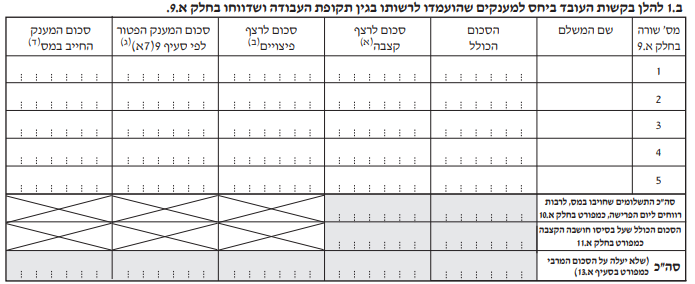 ב.1 להלן בקשות העובד ביחס למענקים שהועמדו לרשותו בגין תקופת העבודה ושדווחו בחלק א.9.
מס' שורה בחלק א.9
שם המשלם
הסכום הכולל
סכום לרצף קצבה(א)
סכום לרצף פיצויים(ב)
סכום המענק הפטור לפי סעיף 9(7א)(ג)
סכום המענק החייב במס(ד)
1
2
3
4
5
סה"כ התשלומים שחויבו במס, לרבות
רווחים ליום הפרישה, כמפורט בחלק א.10
הסכום הכולל שעל בסיסו חושבה הקצבה
כמפורט בחלק א.11
סה"כ (שלא יעלה על הסכום המרבי
כמפורט בסעיף א.13)